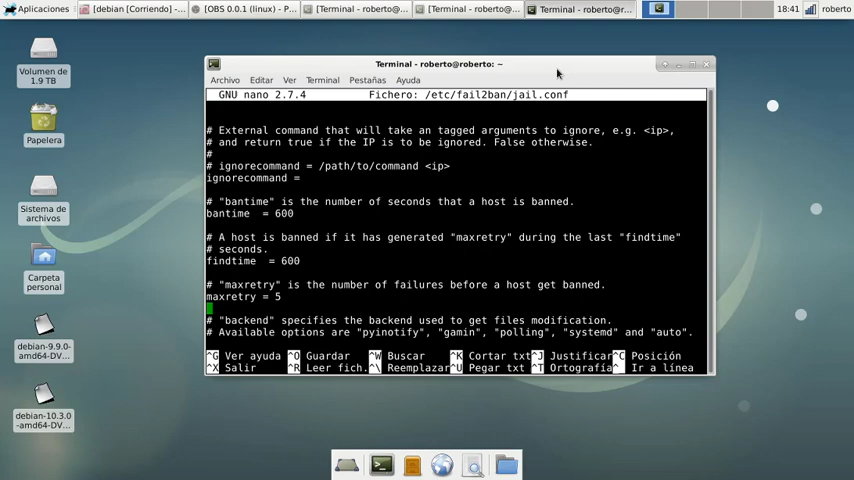 Aplicaciones
[debian [Corriendo] -...
[OBS 0.0.1 (linux) - P...
[Terminal - roberto@...
[Terminal - roberto@...
Terminal - roberto@r...
18:41
roberto
Volumen de
1.9 TB
Papelera
Sistema de
archivos
Carpeta
personal
debian-9.9.0-
amd64-DV...
debian-10.3.0
-amd64-DV...
Terminal - roberto@roberto: ~
Archivo Editar Ver Terminal Pestañas Ayuda
GNU nano 2.7.4 Fichero: /etc/fail2ban/jail.conf
# External command that will take an tagged arguments to ignore, e.g. <ip>,
# and return true if the IP is to be ignored. False otherwise.
#
# ignorecommand = /path/to/command <ip>
ignorecommand =
# "bantime" is the number of seconds that a host is banned.
bantime = 600
# A host is banned if it has generated "maxretry" during the last "findtime"
# seconds.
findtime = 600
# "maxretry" is the number of failures before a host get banned.
maxretry = 5
# "backend" specifies the backend used to get files modification.
# Available options are "pyinotify", "gamin", "polling", "systemd" and "auto".
^G Ver ayuda ^O Guardar ^W Buscar ^K Cortar txt ^J Justificar ^C Posición
^X Salir ^R Leer fich. ^\ Reemplazar ^U Pegar txt ^T Ortografía ^_ Ir a línea